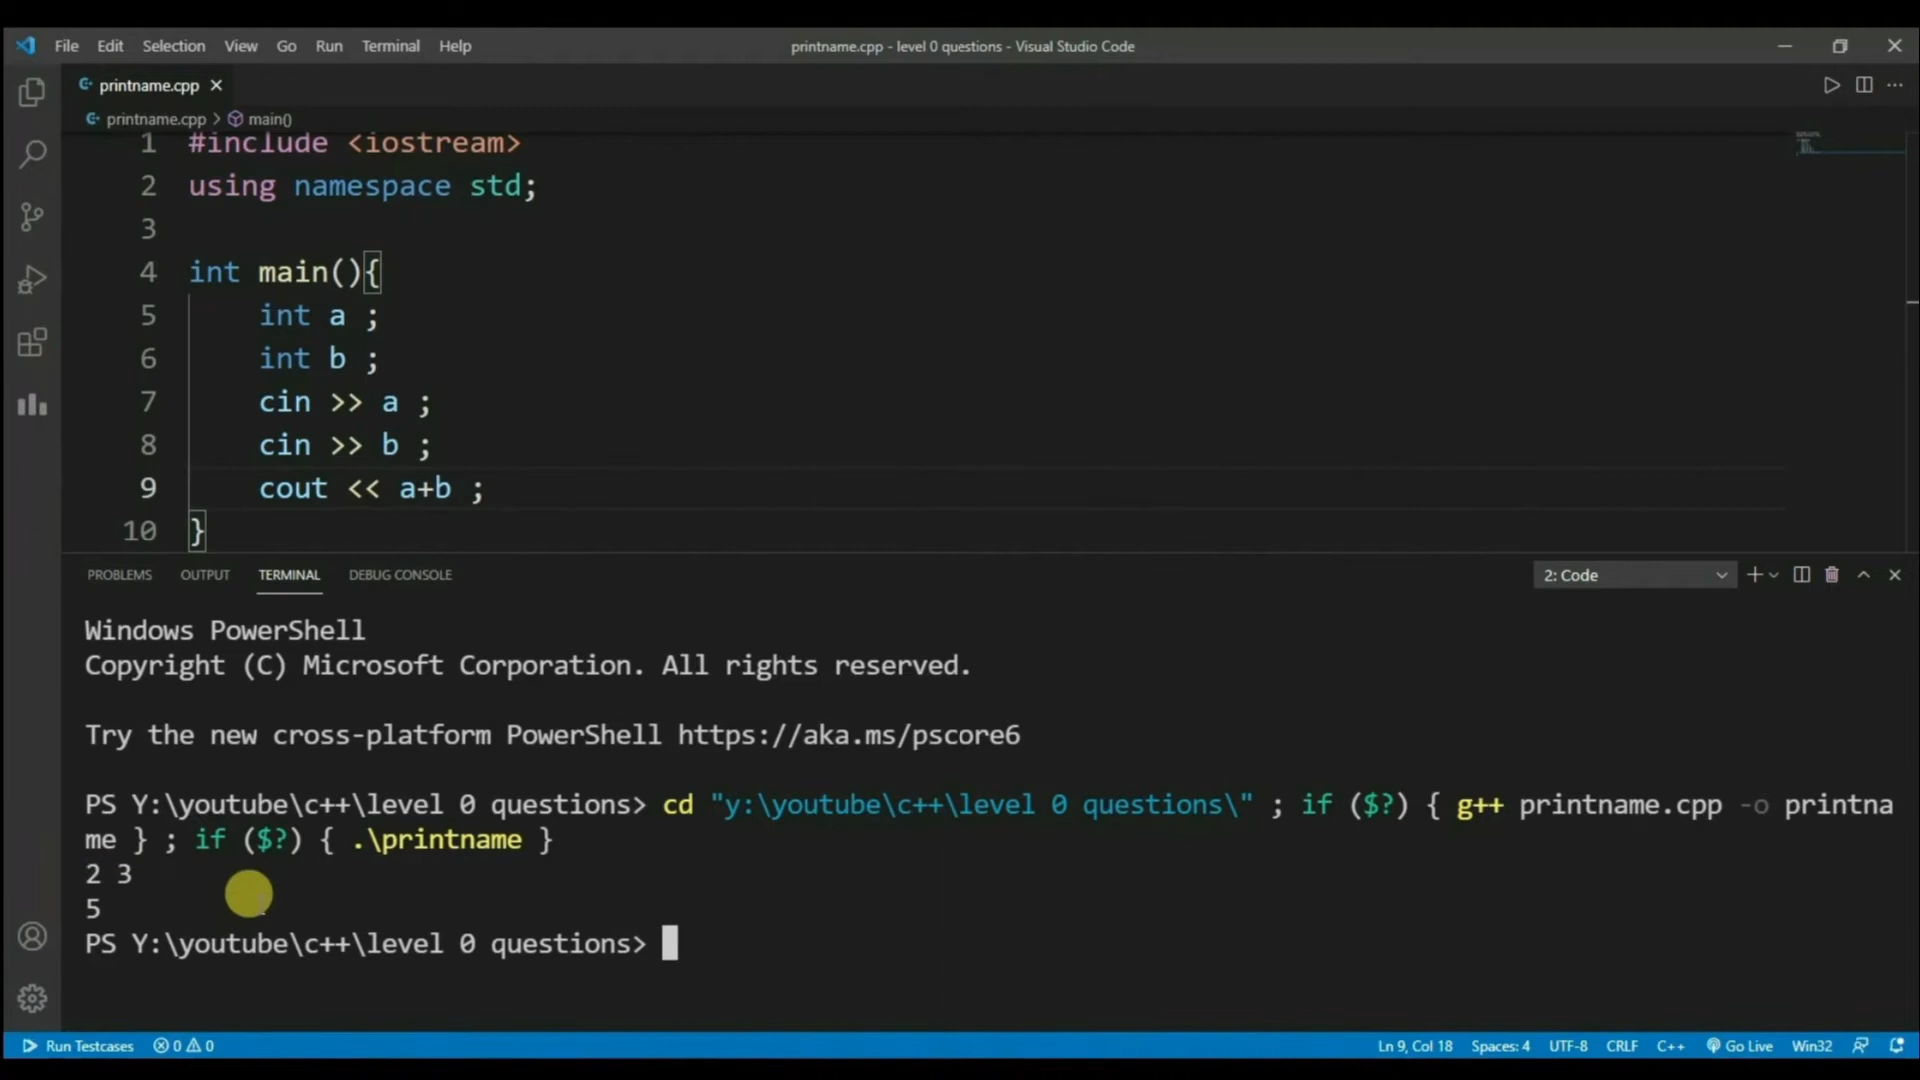 File Edit Selection View Go Run Terminal Help printname.cpp - level 0 questions - Visual Studio Code
printname.cpp
printname.cpp > main()
1 #include <iostream>
2 using namespace std;
3
4 int main(){
5 int a ;
6 int b ;
7 cin >> a ;
8 cin >> b ;
9 cout << a+b ;
10 }
PROBLEMS OUTPUT TERMINAL DEBUG CONSOLE 2: Code
Windows PowerShell
Copyright (C) Microsoft Corporation. All rights reserved.
Try the new cross-platform PowerShell https://aka.ms/pscore6
PS Y:\youtube\c++\level 0 questions> cd "y:\youtube\c++\level 0 questions\" ; if ($?) { g++ printname.cpp -o printna
me } ; if ($?) { .\printname }
2 3
5
PS Y:\youtube\c++\level 0 questions>
Run Testcases 0 0 Ln 9, Col 18 Spaces: 4 UTF-8 CRLF C++ Go Live Win32